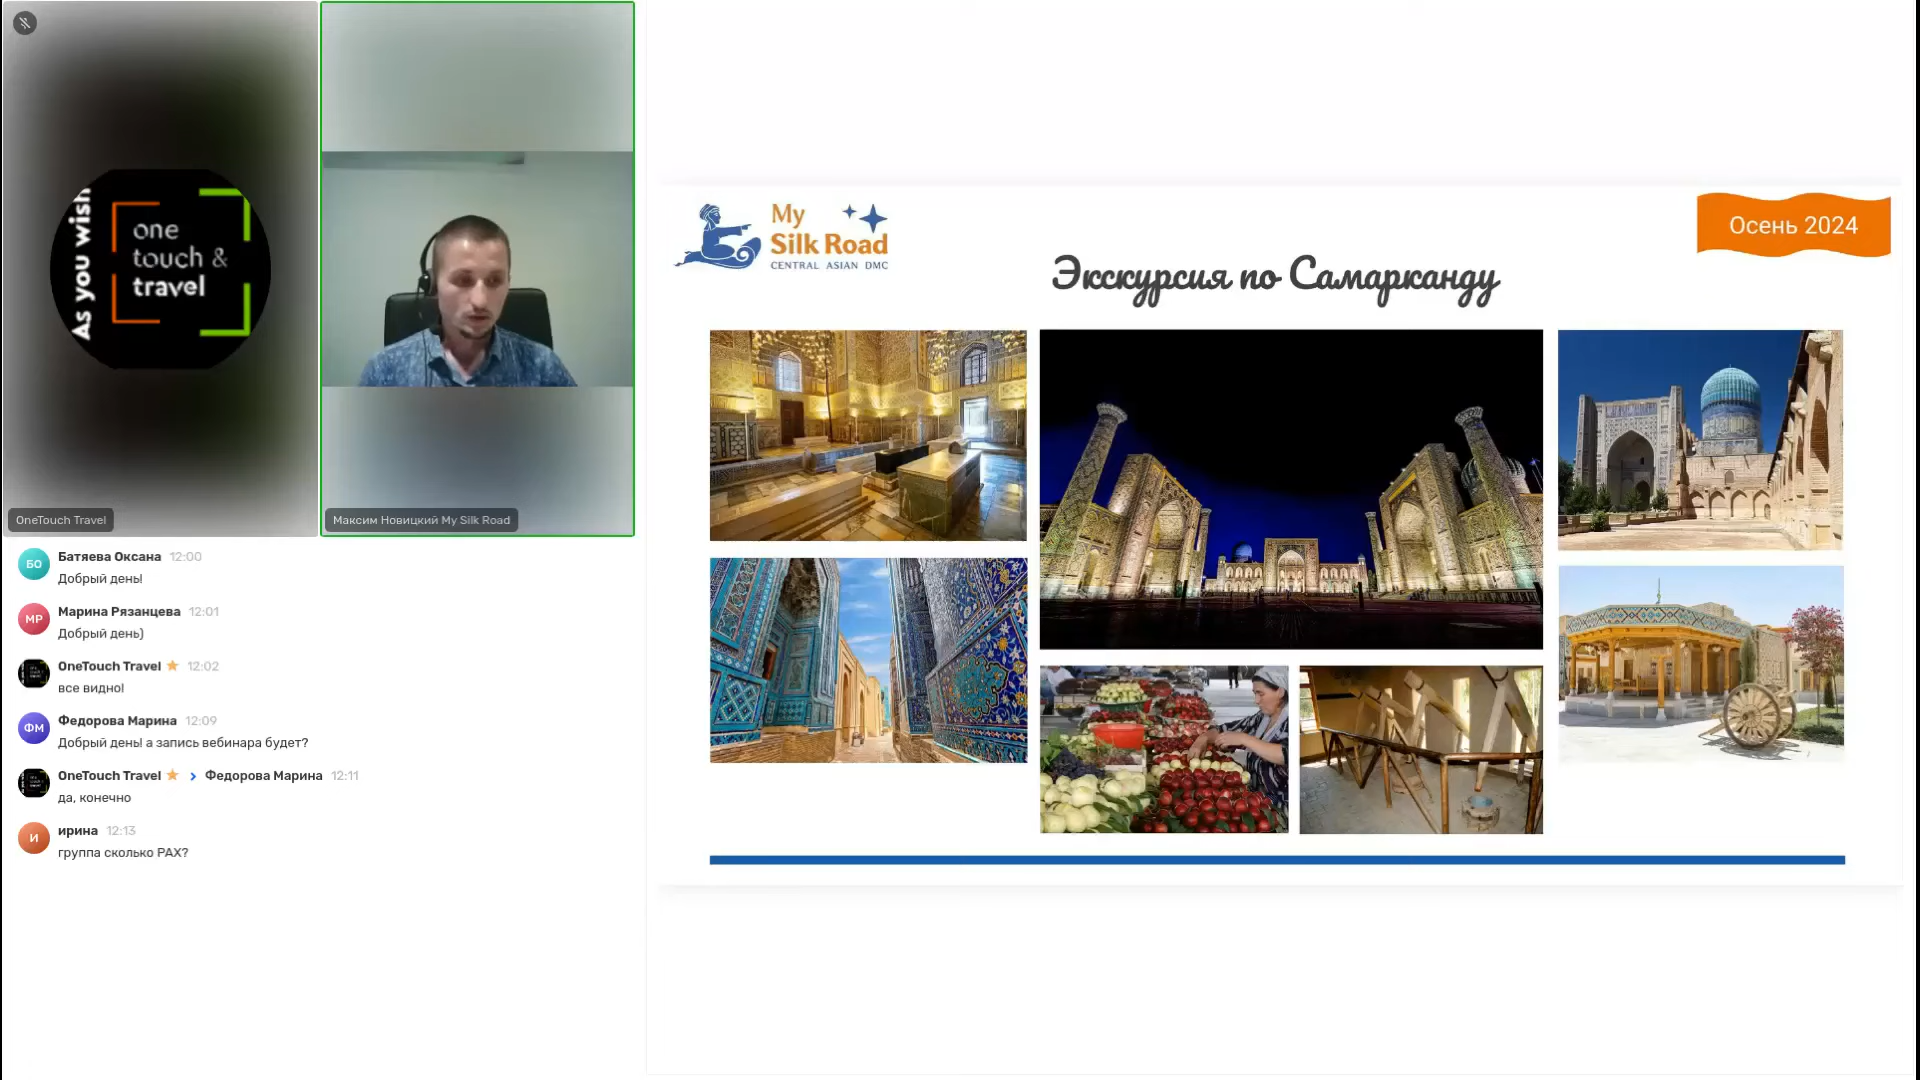 As you wish
one
touch &
travel
OneTouch Travel
Максим Новицкий My Silk Road
БО
Батяева Оксана 12:00
Добрый день!
МР
Марина Рязанцева 12:01
Добрый день)
OneTouch Travel 12:02
все видно!
ФМ
Федорова Марина 12:09
Добрый день! а запись вебинара будет?
OneTouch Travel Федорова Марина 12:11
да, конечно
И
ирина 12:13
группа сколько PAX?
My
Silk Road
CENTRAL ASIAN DMC
Осень 2024
Экскурсия по Самарканду